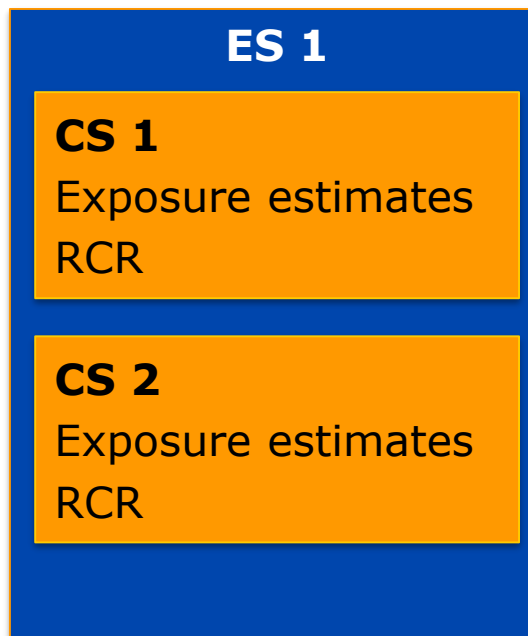 ES 1
CS 1
Exposure estimates
RCR
CS 2
Exposure estimates
RCR